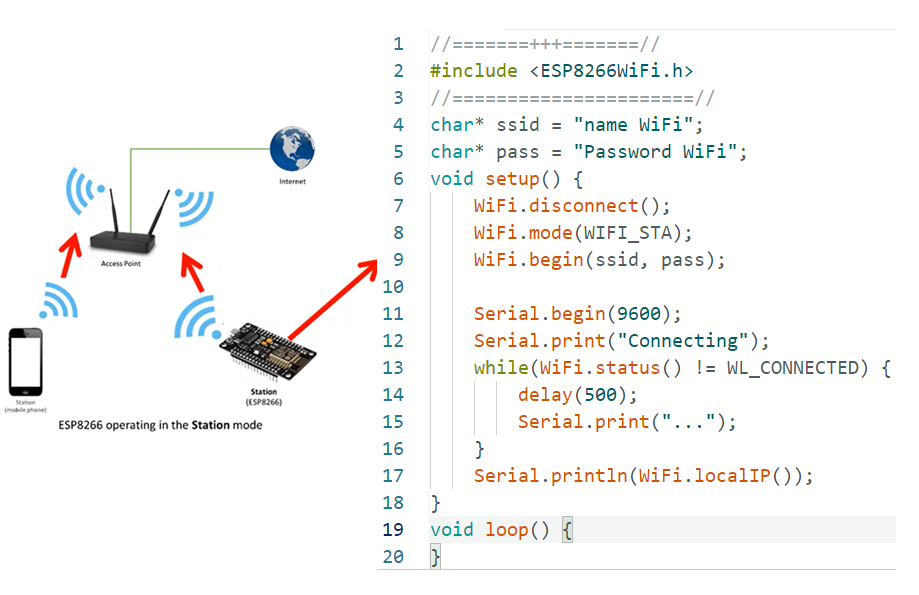 Internet
Access Point
Station
(mobile phone)
Station
(ESP8266)
ESP8266 operating in the Station mode
1 //=======+++=======//
2 #include <ESP8266WiFi.h>
3 //======================//
4 char* ssid = "name WiFi";
5 char* pass = "Password WiFi";
6 void setup() {
7 WiFi.disconnect();
8 WiFi.mode(WIFI_STA);
9 WiFi.begin(ssid, pass);
10
11 Serial.begin(9600);
12 Serial.print("Connecting");
13 while(WiFi.status() != WL_CONNECTED) {
14 delay(500);
15 Serial.print("...");
16 }
17 Serial.println(WiFi.localIP());
18 }
19 void loop() {
20 }